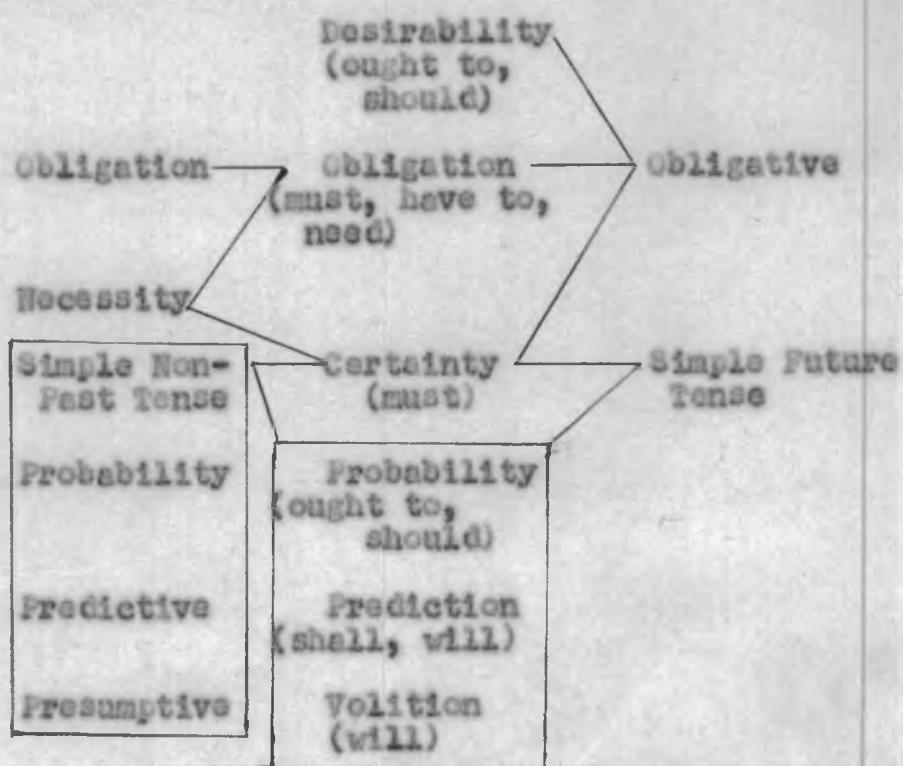 Desirability
(ought to,
should)
Obligation
Obligation
(must, have to,
need)
Obligative
Necessity
Simple Non-
Past Tense
Certainty
(must)
Simple Future
Tense
Probability
Probability
(ought to,
should)
Predictive
Prediction
(shall, will)
Presumptive
Volition
(will)